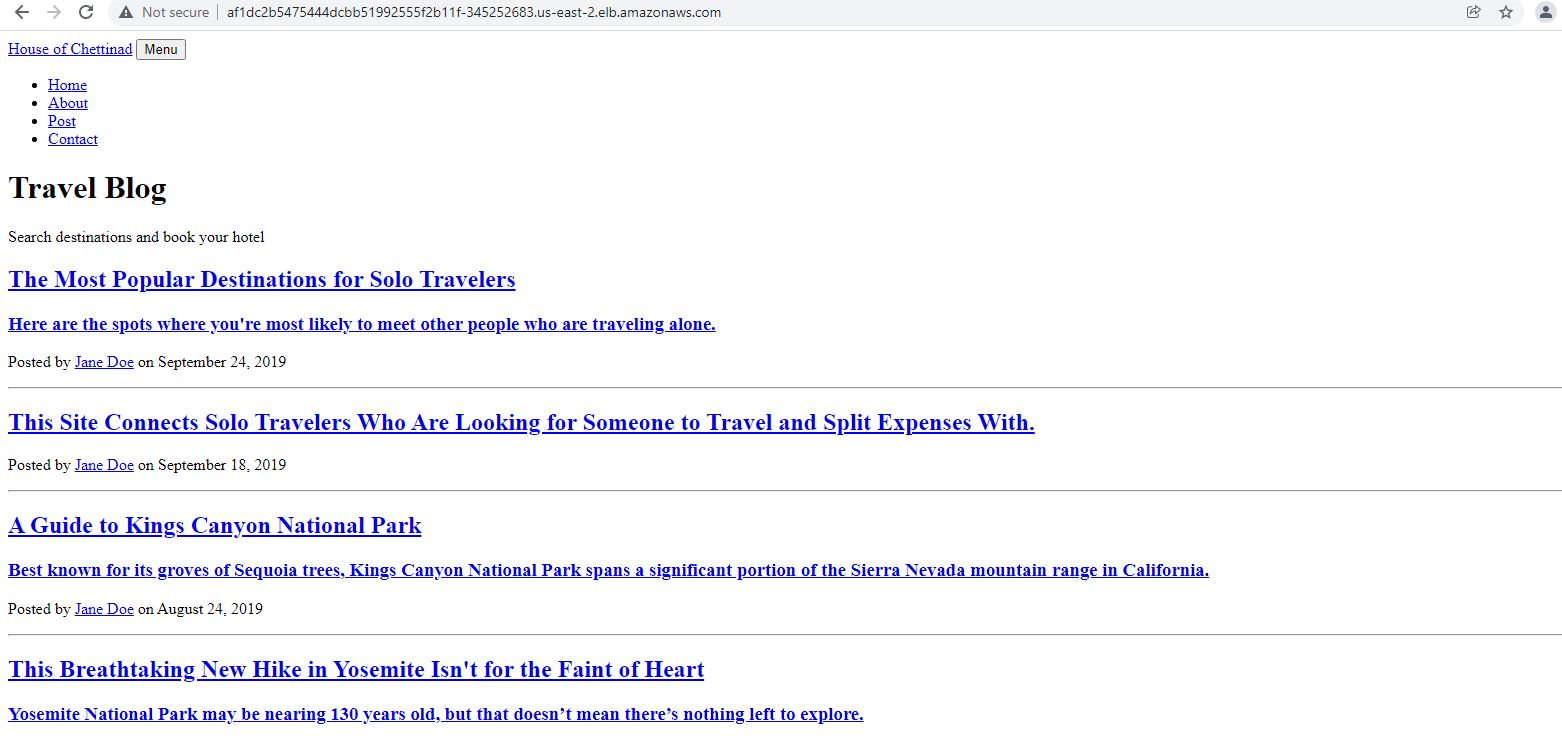 Not secure af1dc2b5475444dcbb51992555f2b11f-345252683.us-east-2.elb.amazonaws.com
House of Chettinad Menu
Home
About
Post
Contact
Travel Blog
Search destinations and book your hotel
The Most Popular Destinations for Solo Travelers
Here are the spots where you're most likely to meet other people who are traveling alone.
Posted by Jane Doe on September 24, 2019
This Site Connects Solo Travelers Who Are Looking for Someone to Travel and Split Expenses With.
Posted by Jane Doe on September 18, 2019
A Guide to Kings Canyon National Park
Best known for its groves of Sequoia trees, Kings Canyon National Park spans a significant portion of the Sierra Nevada mountain range in California.
Posted by Jane Doe on August 24, 2019
This Breathtaking New Hike in Yosemite Isn't for the Faint of Heart
Yosemite National Park may be nearing 130 years old, but that doesn’t mean there’s nothing left to explore.